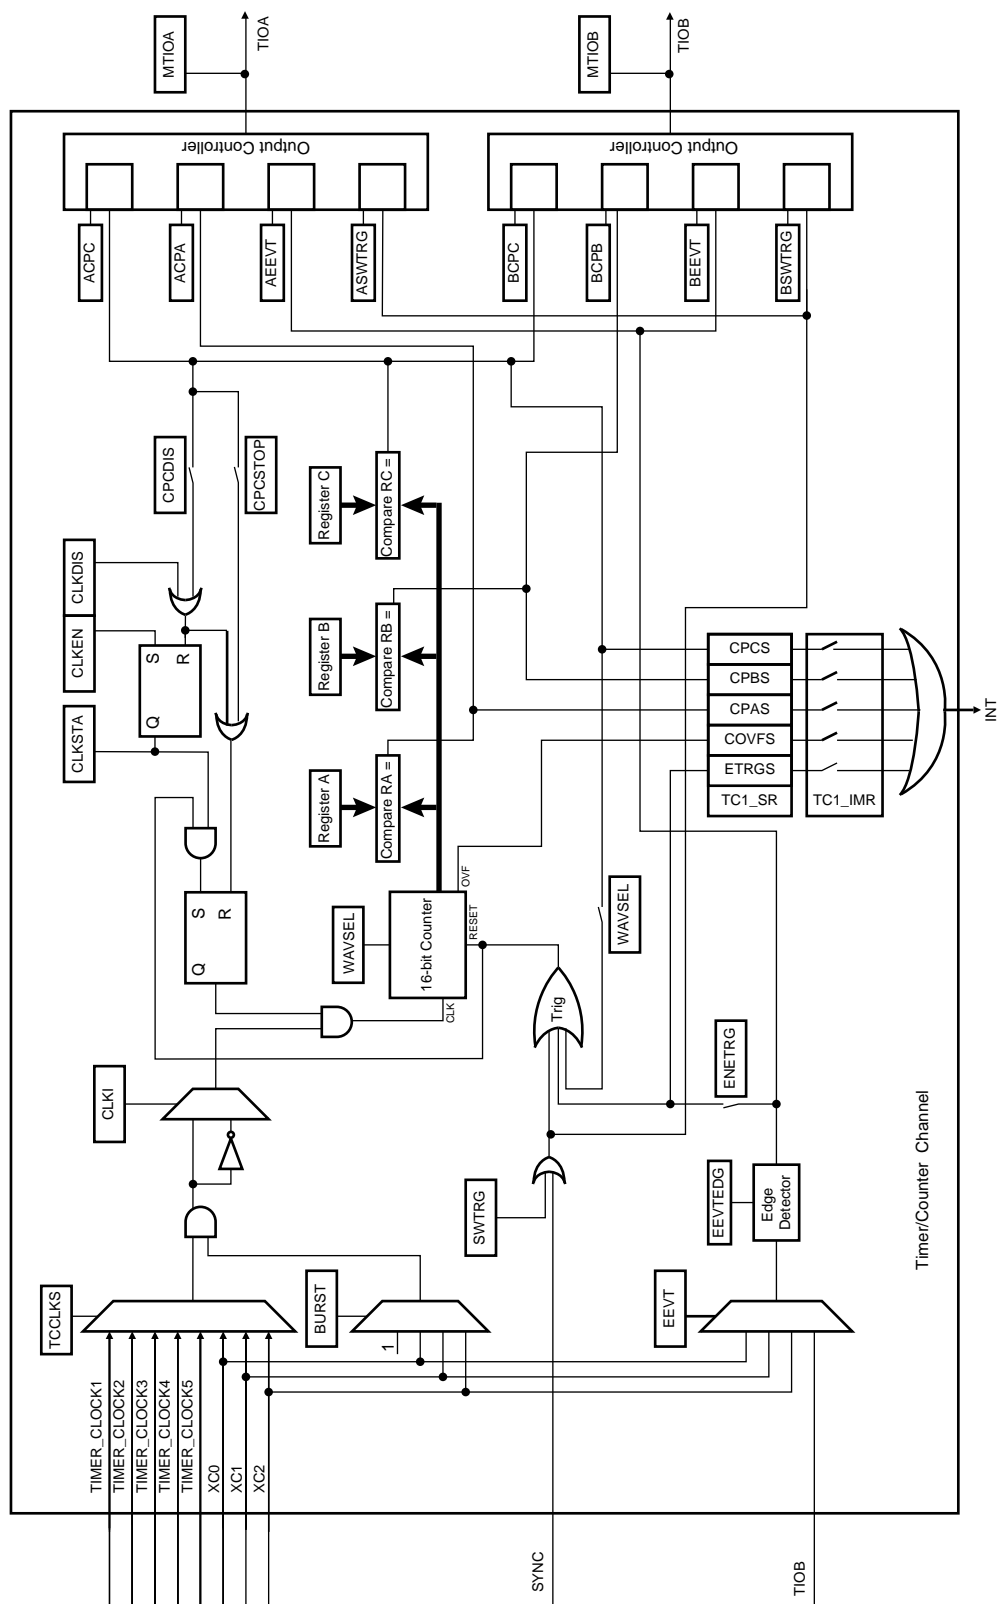 MTIOA
TIOA
MTIOB
TIOB
Output Controller
Output Controller
ACPC
ACPA
AEEVT
ASWTRG
BCPC
BCPB
BEEVT
BSWTRG
CPCDIS
CPCSTOP
CLKDIS
CLKEN
CLKSTA
S
R
Q
Register C
Compare RC =
Register B
Compare RB =
Register A
Compare RA =
CPCS
CPBS
CPAS
COVFS
ETRGS
TC1_SR
TC1_IMR
INT
S
R
Q
WAVSEL
16-bit Counter
OVF
RESET
CLK
WAVSEL
Trig
CLKI
ENETRG
SWTRG
EEVTEDG
Edge
Detector
Timer/Counter Channel
TCCLKS
BURST
1
EEVT
TIMER_CLOCK1
TIMER_CLOCK2
TIMER_CLOCK3
TIMER_CLOCK4
TIMER_CLOCK5
XC0
XC1
XC2
SYNC
TIOB